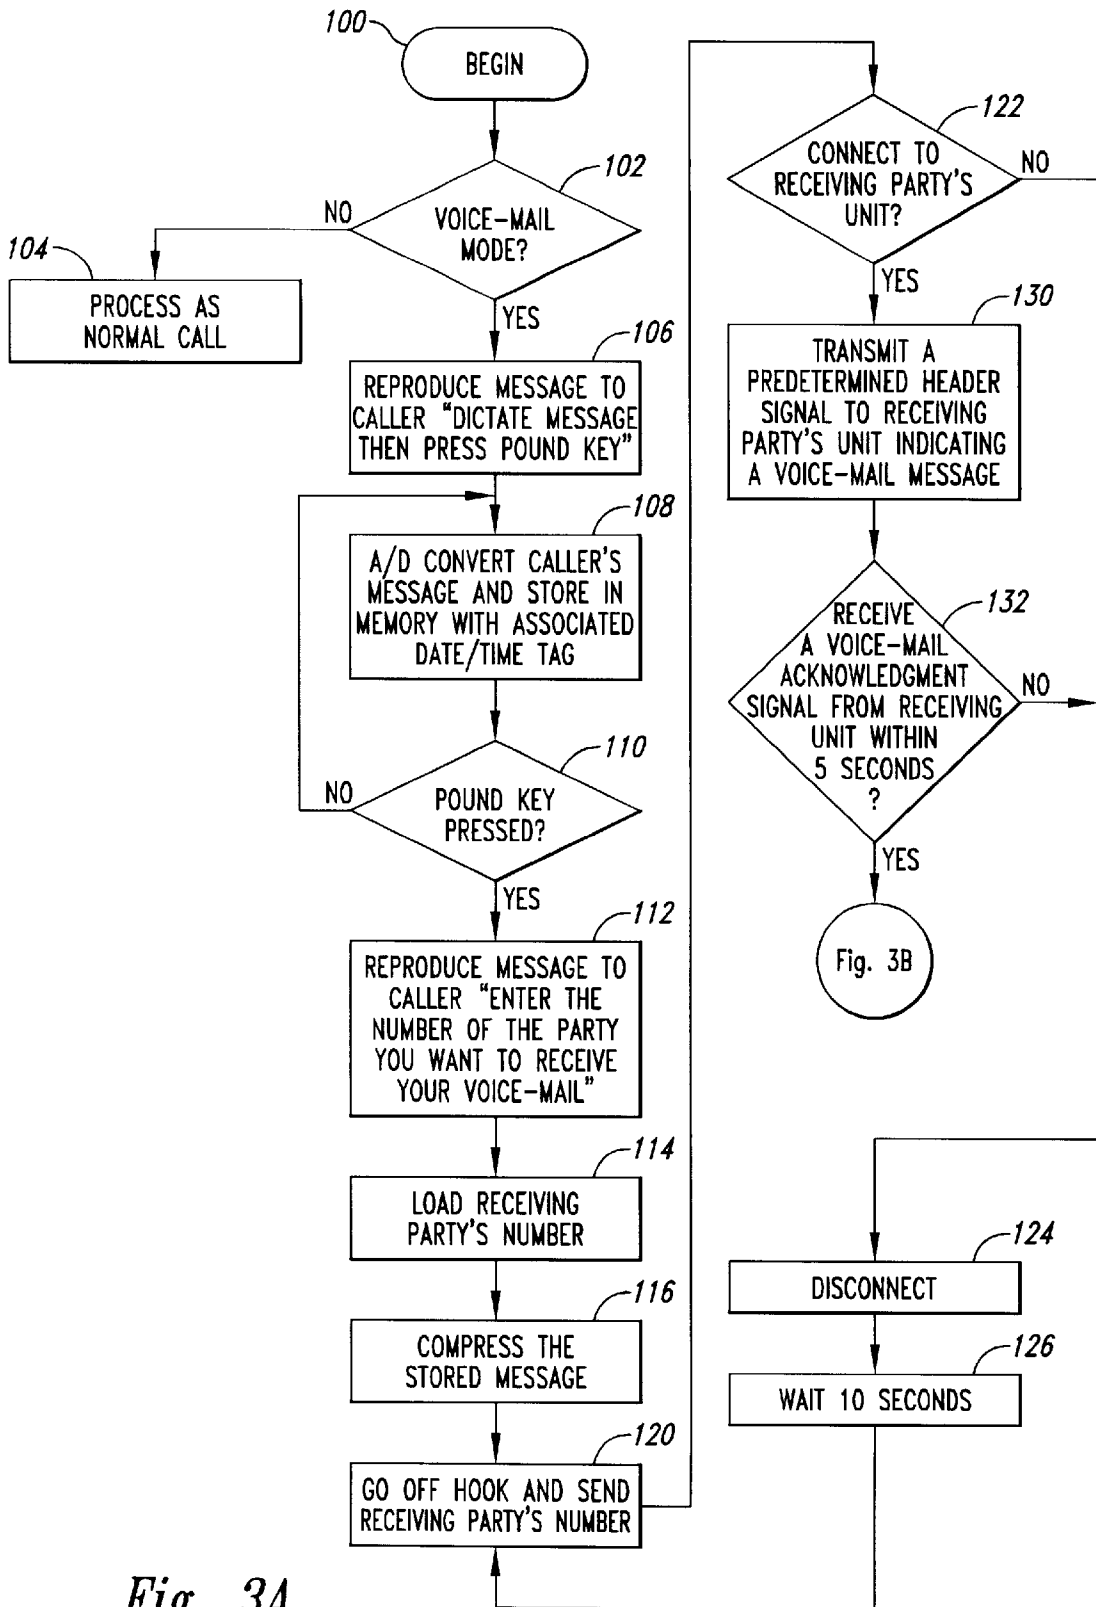 100
BEGIN
102
VOICE-MAIL
MODE?
NO
YES
104
PROCESS AS
NORMAL CALL
106
REPRODUCE MESSAGE TO
CALLER "DICTATE MESSAGE
THEN PRESS POUND KEY"
108
A/D CONVERT CALLER'S
MESSAGE AND STORE IN
MEMORY WITH ASSOCIATED
DATE/TIME TAG
110
POUND KEY
PRESSED?
NO
YES
112
REPRODUCE MESSAGE TO
CALLER "ENTER THE
NUMBER OF THE PARTY
YOU WANT TO RECEIVE
YOUR VOICE-MAIL"
114
LOAD RECEIVING
PARTY'S NUMBER
116
COMPRESS THE
STORED MESSAGE
120
GO OFF HOOK AND SEND
RECEIVING PARTY'S NUMBER
122
CONNECT TO
RECEIVING PARTY'S
UNIT?
NO
YES
130
TRANSMIT A
PREDETERMINED HEADER
SIGNAL TO RECEIVING
PARTY'S UNIT INDICATING
A VOICE-MAIL MESSAGE
132
RECEIVE
A VOICE-MAIL
ACKNOWLEDGMENT
SIGNAL FROM RECEIVING
UNIT WITHIN
5 SECONDS
?
NO
YES
Fig. 3B
124
DISCONNECT
126
WAIT 10 SECONDS
Fig. 3A